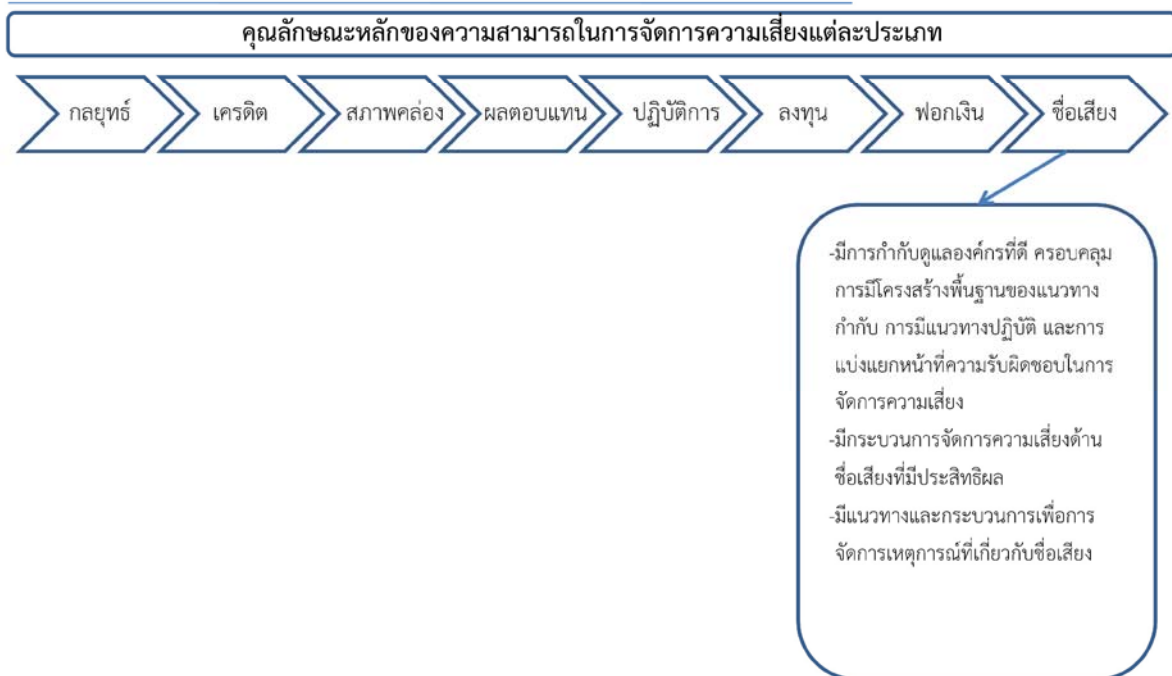 คุณลักษณะหลักของความสามารถในการจัดการความเสี่ยงแต่ละประเภท
กลยุทธ์ เครดิต สภาพคล่อง ผลตอบแทน ปฏิบัติการ ลงทุน ฟอกเงิน ชื่อเสียง
-มีการกำกับดูแลองค์กรที่ดี ครอบคลุม
การมีโครงสร้างพื้นฐานของแนวทาง
กำกับ การมีแนวทางปฏิบัติ และการ
แบ่งแยกหน้าที่ความรับผิดชอบในการ
จัดการความเสี่ยง
-มีกระบวนการจัดการความเสี่ยงด้าน
ชื่อเสียงที่มีประสิทธิผล
-มีแนวทางและกระบวนการเพื่อการ
จัดการเหตุการณ์ที่เกี่ยวกับชื่อเสียง